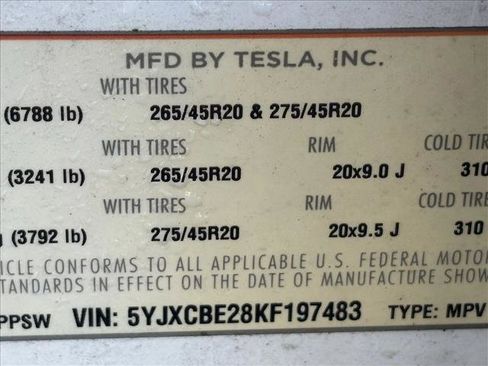 MFD BY TESLA, INC.
WITH TIRES
(6788 lb) 265/45R20 & 275/45R20
WITH TIRES RIM COLD TIRE
(3241 lb) 265/45R20 20x9.0 J 310
WITH TIRES RIM COLD TIRE
(3792 lb) 275/45R20 20x9.5 J 310
ICLE CONFORMS TO ALL APPLICABLE U.S. FEDERAL MOTOR
STANDARDS IN EFFECT ON THE DATE OF MANUFACTURE SHOW
PPSW VIN: 5YJXCBE28KF197483 TYPE: MPV